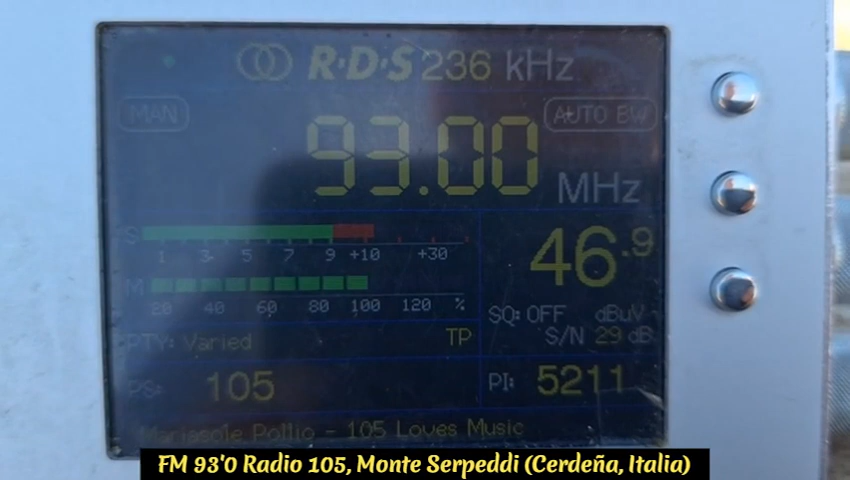 R·D·S 236 kHz
MAN
AUTO BW
93.00 MHz
S
1 3 5 7 9 +10 +30
46.9
M
20 40 60 80 100 120 %
SQ: OFF dBuV
S/N 29 dB
PTY: Varied TP
PS: 105
PI: 5211
Mariasole Pollio - 105 Loves Music
FM 93'0 Radio 105, Monte Serpeddi (Cerdeña, Italia)